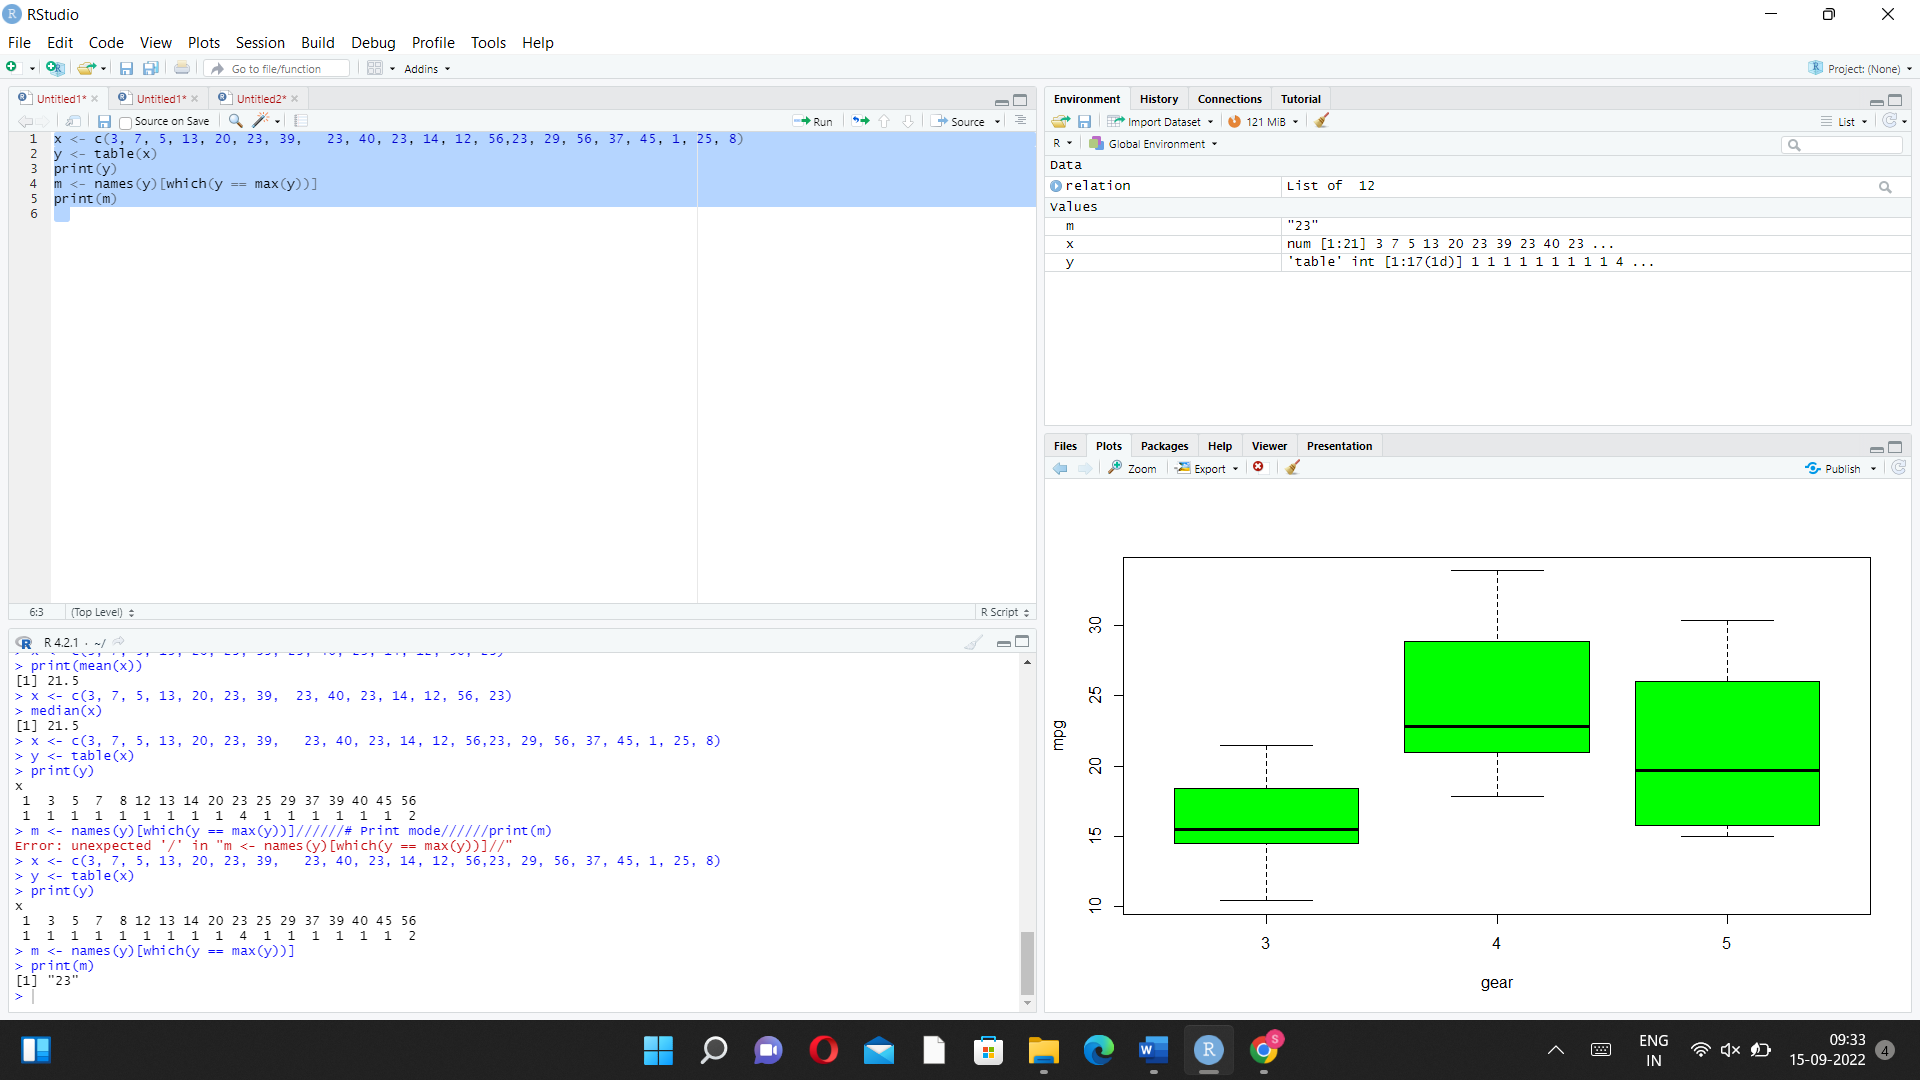 RStudio
File Edit Code View Plots Session Build Debug Profile Tools Help
Go to file/function Addins Project: (None)
Untitled1* Untitled1* Untitled2*
Source on Save Run Source
1 x <- c(3, 7, 5, 13, 20, 23, 39,   23, 40, 23, 14, 12, 56,23, 29, 56, 37, 45, 1, 25, 8)
2 y <- table(x)
3 print(y)
4 m <- names(y)[which(y == max(y))]
5 print(m)
6
6:3 (Top Level) R Script
R 4.2.1 · ~/
> print(mean(x))
[1] 21.5
> x <- c(3, 7, 5, 13, 20, 23, 39,  23, 40, 23, 14, 12, 56, 23)
> median(x)
[1] 21.5
> x <- c(3, 7, 5, 13, 20, 23, 39,   23, 40, 23, 14, 12, 56,23, 29, 56, 37, 45, 1, 25, 8)
> y <- table(x)
> print(y)
x
 1  3  5  7  8 12 13 14 20 23 25 29 37 39 40 45 56
 1  1  1  1  1  1  1  1  1  4  1  1  1  1  1  1  2
> m <- names(y)[which(y == max(y))]//////# Print mode//////print(m)
Error: unexpected '/' in "m <- names(y)[which(y == max(y))]//"
> x <- c(3, 7, 5, 13, 20, 23, 39,   23, 40, 23, 14, 12, 56,23, 29, 56, 37, 45, 1, 25, 8)
> y <- table(x)
> print(y)
x
 1  3  5  7  8 12 13 14 20 23 25 29 37 39 40 45 56
 1  1  1  1  1  1  1  1  1  4  1  1  1  1  1  1  2
> m <- names(y)[which(y == max(y))]
> print(m)
[1] "23"
>
Environment History Connections Tutorial
Import Dataset 121 MiB List
R Global Environment
Data
relation List of 12
Values
m "23"
x num [1:21] 3 7 5 13 20 23 39 23 40 23 ...
y 'table' int [1:17(1d)] 1 1 1 1 1 1 1 1 1 4 ...
Files Plots Packages Help Viewer Presentation
Zoom Export Publish
mpg
30
25
20
15
10
3 4 5
gear
ENG
IN
09:33
15-09-2022
4